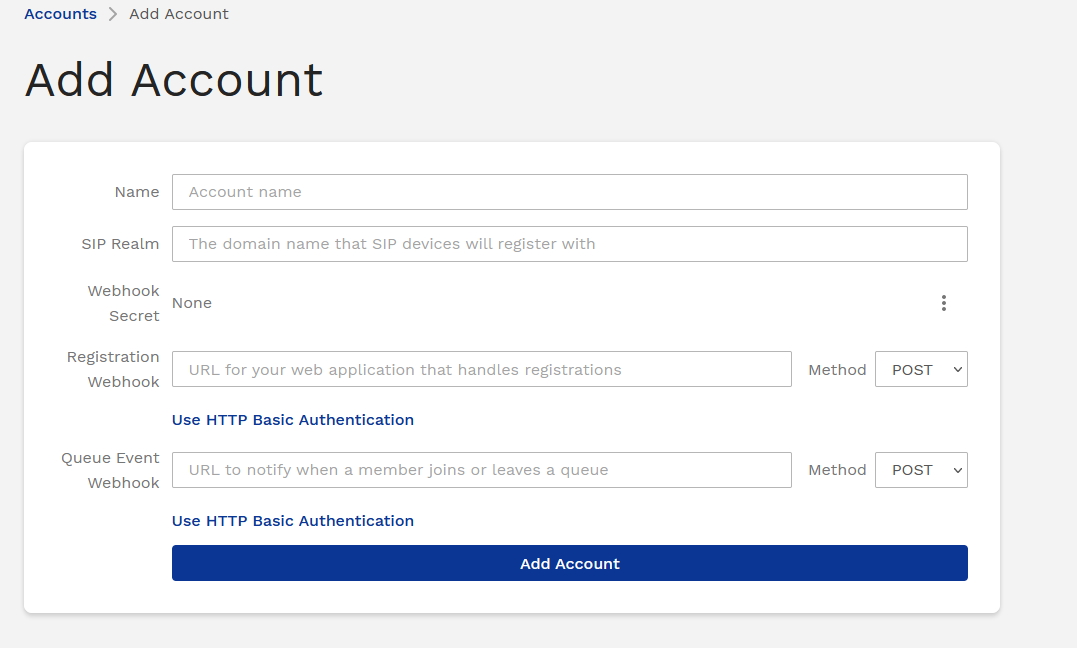 Accounts > Add Account
Add Account
Name Account name
SIP Realm The domain name that SIP devices will register with
Webhook
Secret
None
Registration
Webhook
URL for your web application that handles registrations Method POST
Use HTTP Basic Authentication
Queue Event
Webhook
URL to notify when a member joins or leaves a queue Method POST
Use HTTP Basic Authentication
Add Account